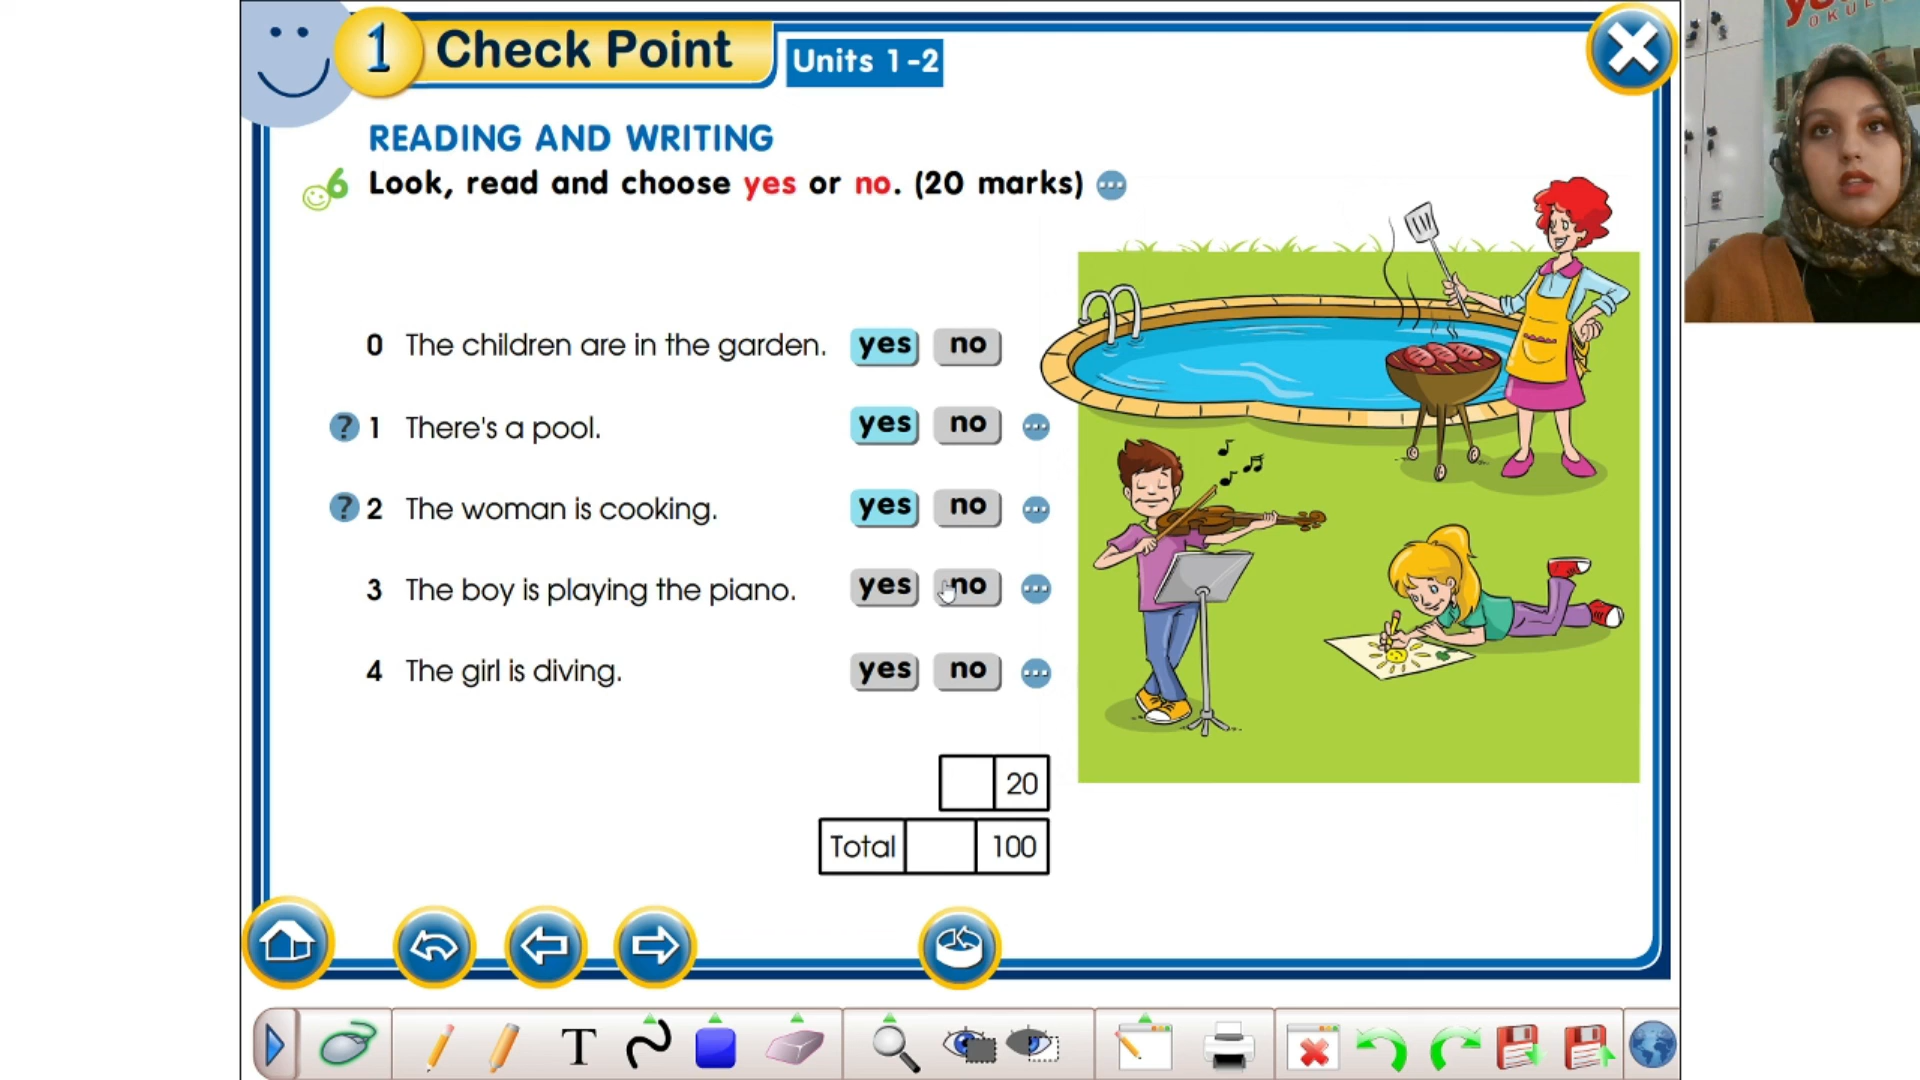 1 Check Point Units 1-2
READING AND WRITING
6 Look, read and choose yes or no. (20 marks)
0 The children are in the garden. yes no
? 1 There's a pool. yes no
? 2 The woman is cooking. yes no
3 The boy is playing the piano. yes no
4 The girl is diving. yes no
20
Total 100
T